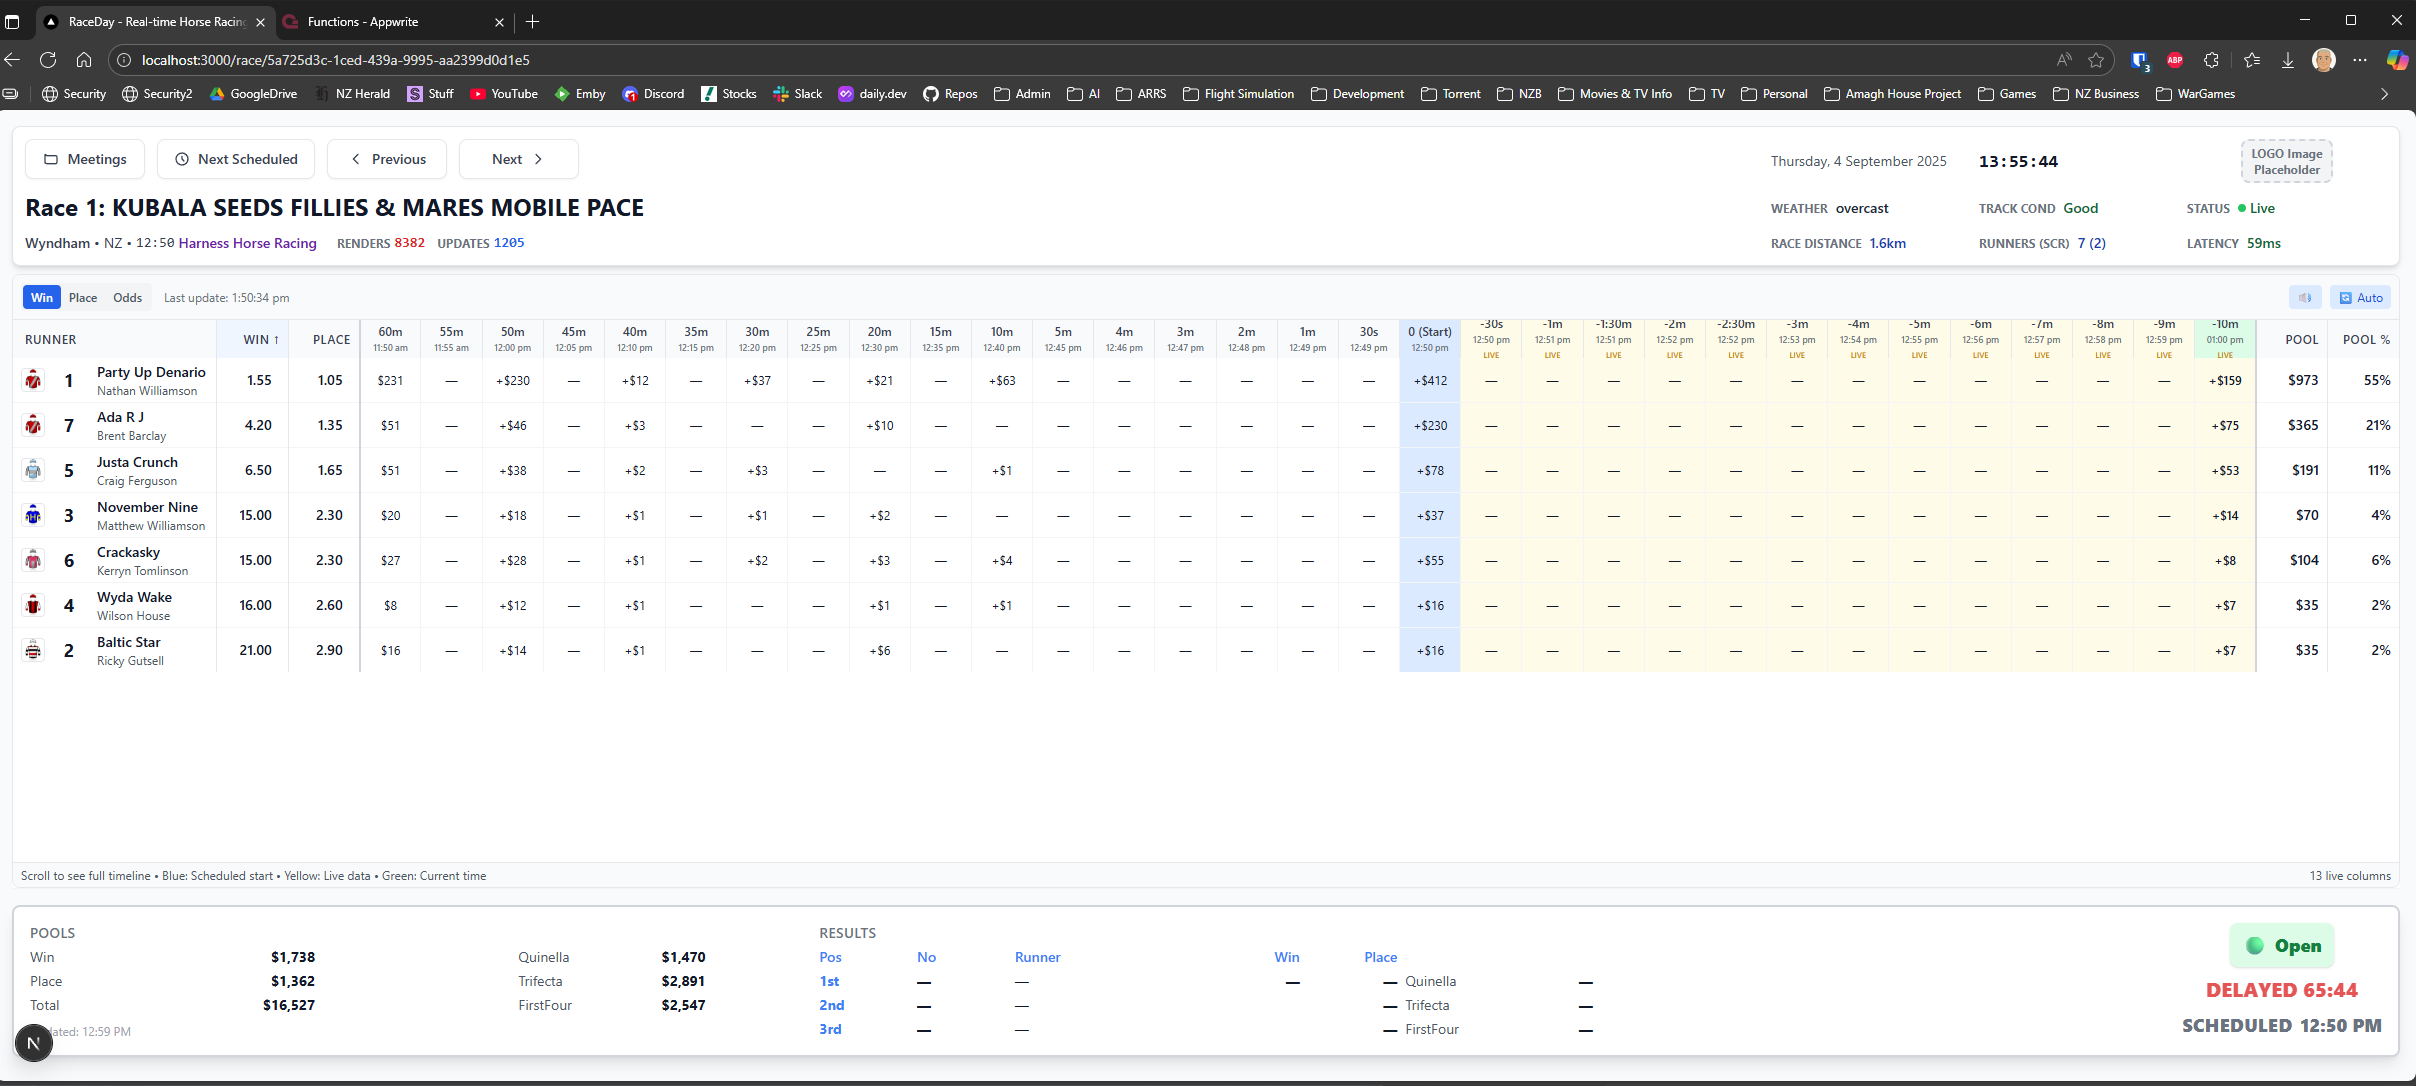 RaceDay - Real-time Horse Racing
Functions - Appwrite
localhost:3000/race/5a725d3c-1ced-439a-9995-aa2399d0d1e5
ABP
3
Security Security2 GoogleDrive NZ Herald Stuff YouTube Emby Discord Stocks Slack daily.dev Repos Admin AI ARRS Flight Simulation Development Torrent NZB Movies & TV Info TV Personal Amagh House Project Games NZ Business WarGames
Meetings Next Scheduled Previous Next Thursday, 4 September 2025 13:55:44 LOGO Image
Placeholder
Race 1: KUBALA SEEDS FILLIES & MARES MOBILE PACE WEATHER overcast TRACK COND Good STATUS Live
Wyndham • NZ • 12:50 Harness Horse Racing RENDERS 8382 UPDATES 1205 RACE DISTANCE 1.6km RUNNERS (SCR) 7 (2) LATENCY 59ms
Win Place Odds Last update: 1:50:34 pm Auto
RUNNER WIN ↑ PLACE 60m 55m 50m 45m 40m 35m 30m 25m 20m 15m 10m 5m 4m 3m 2m 1m 30s 0 (Start) -30s -1m -1:30m -2m -2:30m -3m -4m -5m -6m -7m -8m -9m -10m POOL POOL %
11:50 am 11:55 am 12:00 pm 12:05 pm 12:10 pm 12:15 pm 12:20 pm 12:25 pm 12:30 pm 12:35 pm 12:40 pm 12:45 pm 12:46 pm 12:47 pm 12:48 pm 12:49 pm 12:49 pm 12:50 pm 12:50 pm 12:51 pm 12:51 pm 12:52 pm 12:52 pm 12:53 pm 12:54 pm 12:55 pm 12:56 pm 12:57 pm 12:58 pm 12:59 pm 01:00 pm
LIVE LIVE LIVE LIVE LIVE LIVE LIVE LIVE LIVE LIVE LIVE LIVE LIVE
1 Party Up Denario 1.55 1.05 $231 — +$230 — +$12 — +$37 — +$21 — +$63 — — — — — — +$412 — — — — — — — — — — — — +$159 $973 55%
Nathan Williamson
7 Ada R J 4.20 1.35 $51 — +$46 — +$3 — — — +$10 — — — — — — — — +$230 — — — — — — — — — — — — +$75 $365 21%
Brent Barclay
5 Justa Crunch 6.50 1.65 $51 — +$38 — +$2 — +$3 — — — +$1 — — — — — — +$78 — — — — — — — — — — — — +$53 $191 11%
Craig Ferguson
3 November Nine 15.00 2.30 $20 — +$18 — +$1 — +$1 — +$2 — — — — — — — — +$37 — — — — — — — — — — — — +$14 $70 4%
Matthew Williamson
6 Crackasky 15.00 2.30 $27 — +$28 — +$1 — +$2 — +$3 — +$4 — — — — — — +$55 — — — — — — — — — — — — +$8 $104 6%
Kerryn Tomlinson
4 Wyda Wake 16.00 2.60 $8 — +$12 — +$1 — — — +$1 — +$1 — — — — — — +$16 — — — — — — — — — — — — +$7 $35 2%
Wilson House
2 Baltic Star 21.00 2.90 $16 — +$14 — +$1 — — — +$6 — — — — — — — — +$16 — — — — — — — — — — — — +$7 $35 2%
Ricky Gutsell
Scroll to see full timeline • Blue: Scheduled start • Yellow: Live data • Green: Current time 13 live columns
POOLS RESULTS
Win $1,738 Quinella $1,470 Pos No Runner Win Place
Place $1,362 Trifecta $2,891 1st — — — — Quinella —
Total $16,527 FirstFour $2,547 2nd — — — Trifecta —
dated: 12:59 PM 3rd — — — FirstFour —
N
Open
DELAYED 65:44
SCHEDULED 12:50 PM